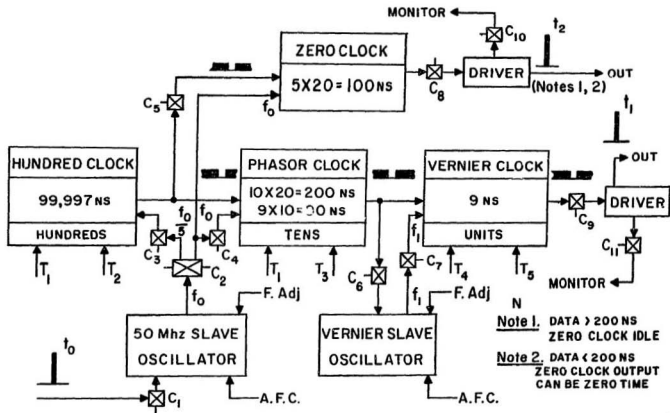 MONITOR
C10
t2
ZERO CLOCK
5X20=100NS
C8
DRIVER
OUT
(Notes 1, 2)
C5
f0
t1
HUNDRED CLOCK
99,997 NS
HUNDREDS
PHASOR CLOCK
10X20=200 NS
TENS
VERNIER CLOCK
9 NS
UNITS
OUT
C9
DRIVER
C11
MONITOR
C3
f0/5
f0
C4
C2
T1
T2
T1
T3
C6
f1
C7
T4
T5
f0
F. Adj
f1
F. Adj
50 Mhz SLAVE
OSCILLATOR
VERNIER SLAVE
OSCILLATOR
t0
C1
A.F.C.
A.F.C.
N
Note 1. DATA > 200 NS
ZERO CLOCK IDLE
Note 2. DATA < 200 NS
ZERO CLOCK OUTPUT
CAN BE ZERO TIME